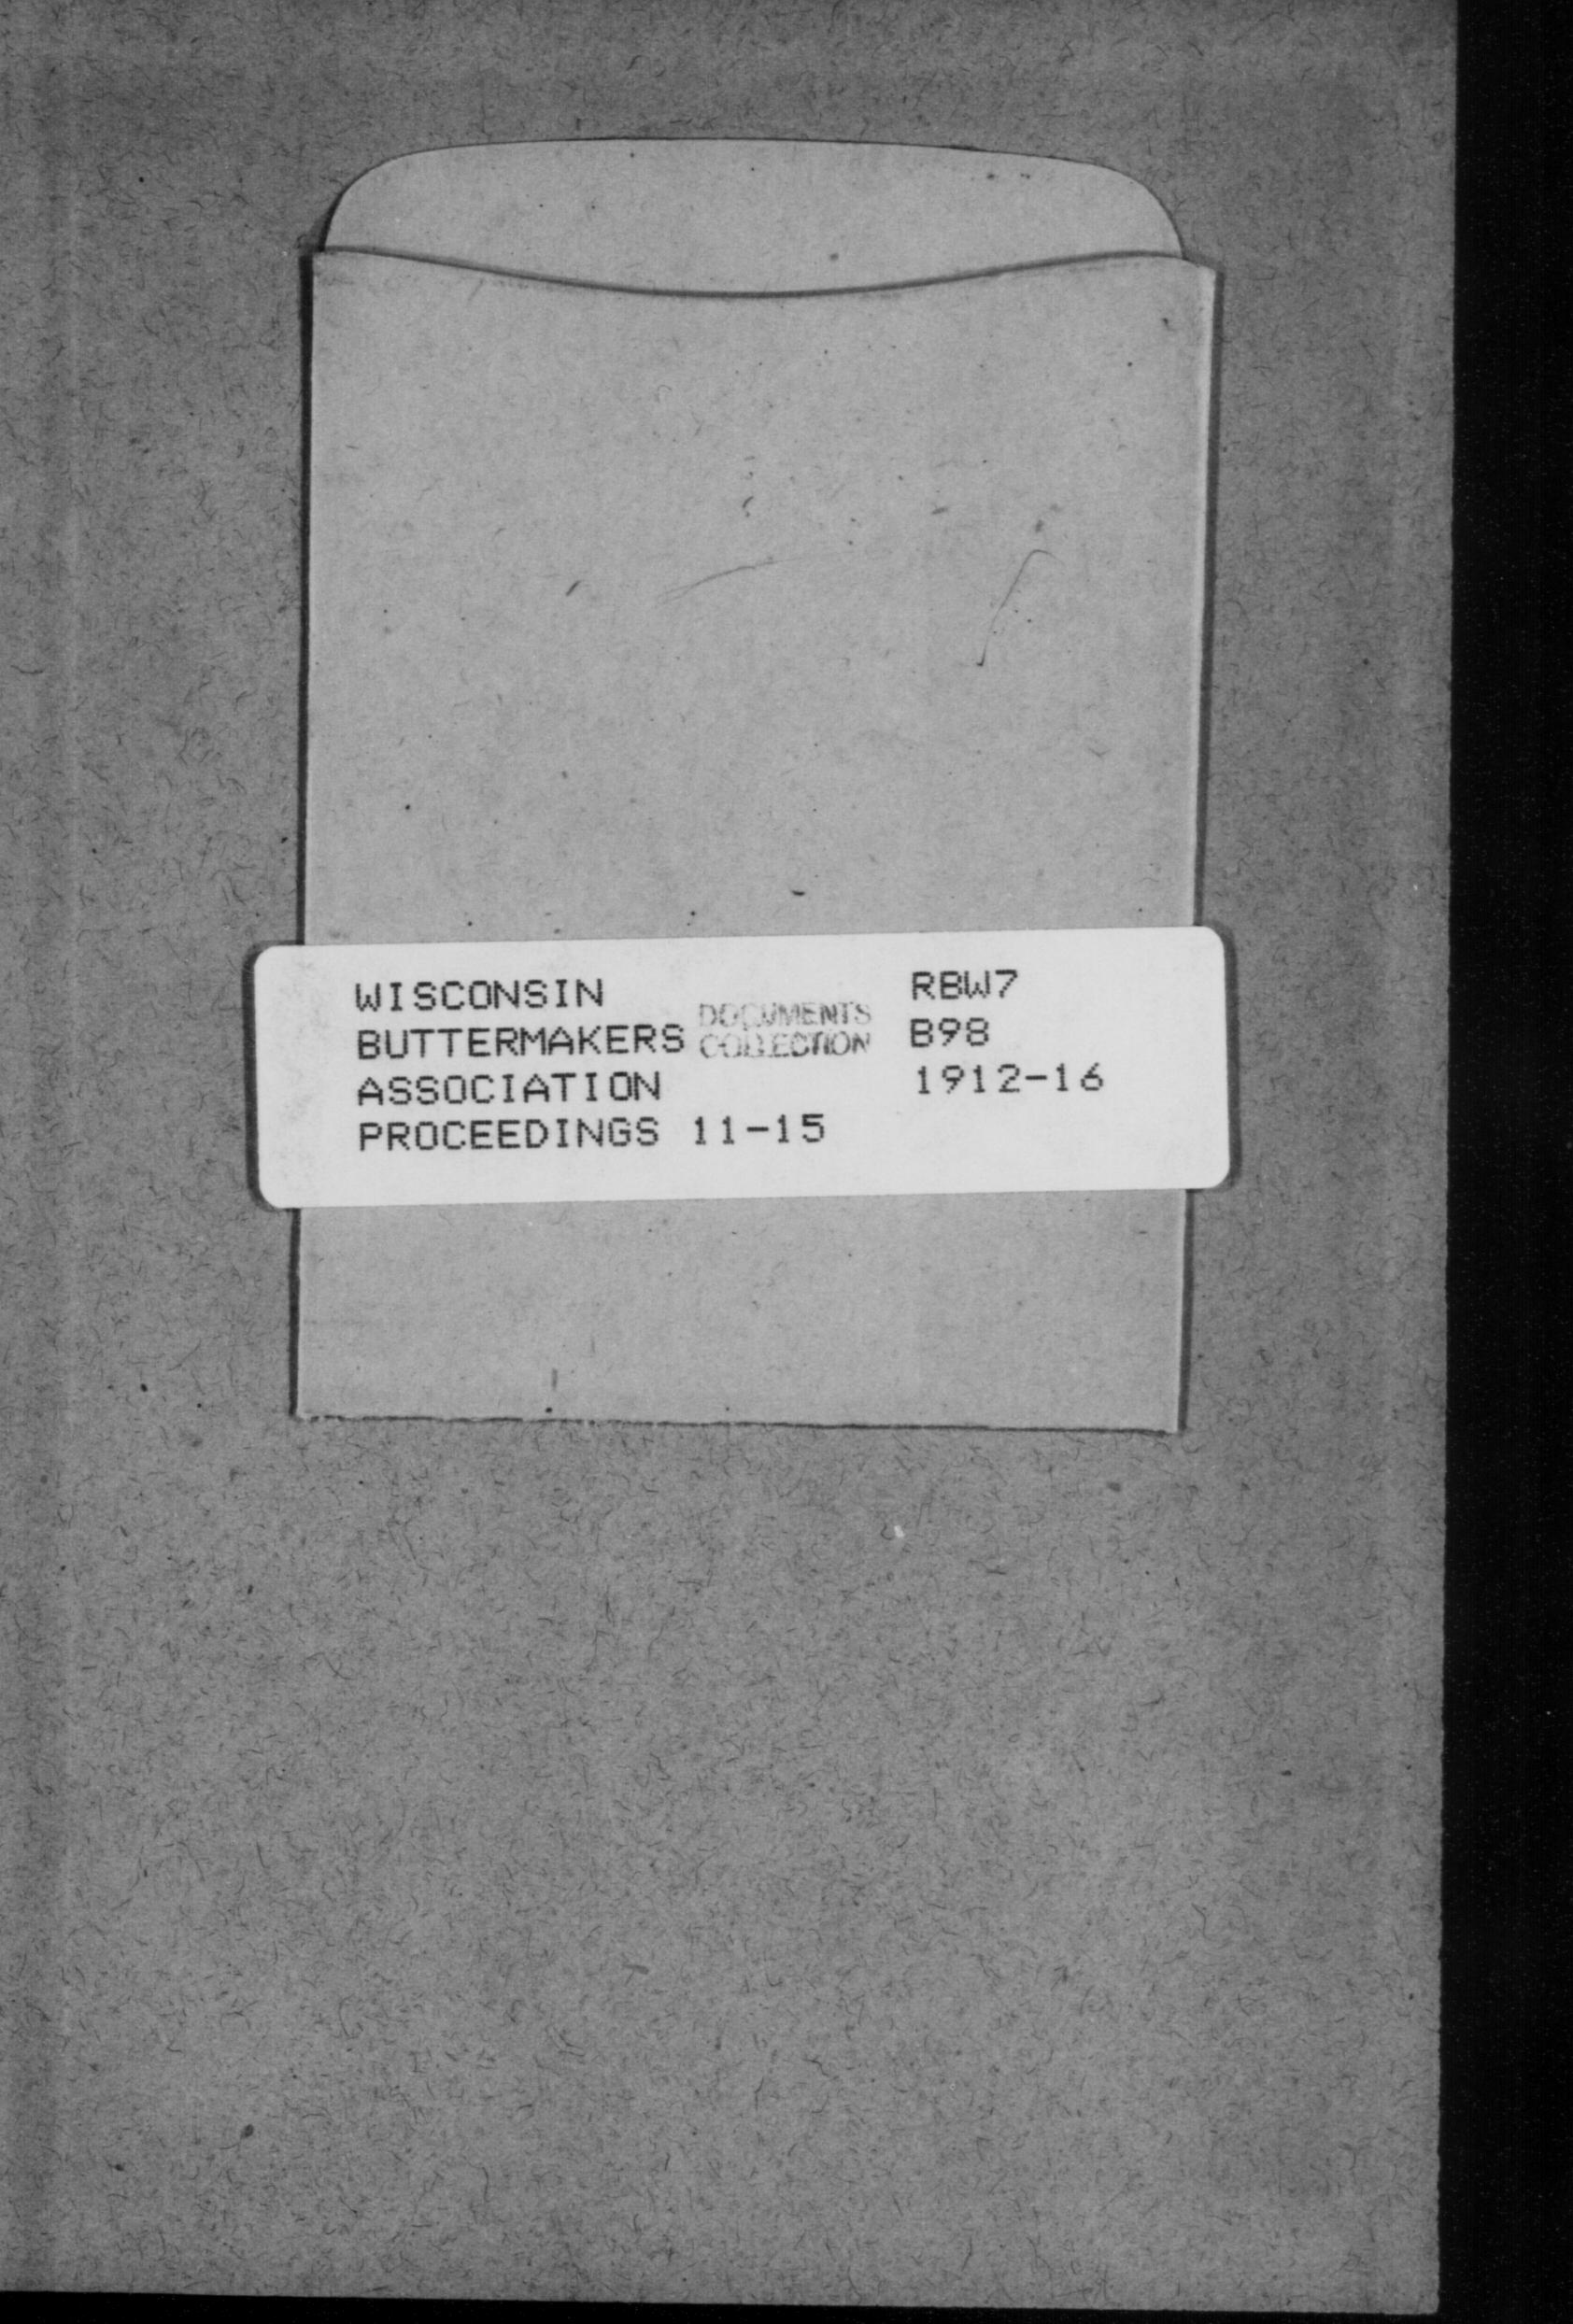 WISCONSIN
BUTTERMAKERS
ASSOCIATION
PROCEEDINGS 11-15
DOCUMENTS
COLLECTION
RBW7
B98
1912-16